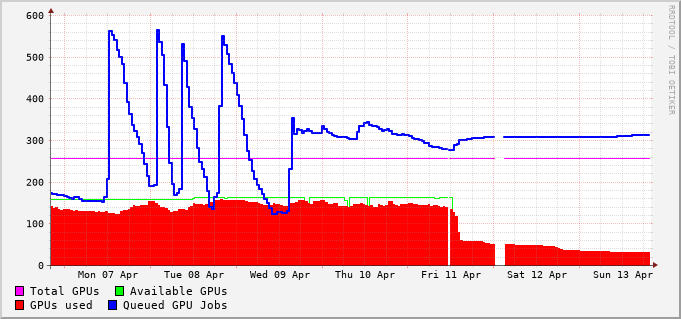 600
500
400
300
200
100
0
Mon 07 Apr Tue 08 Apr Wed 09 Apr Thu 10 Apr Fri 11 Apr Sat 12 Apr Sun 13 Apr
Total GPUs Available GPUs
GPUs used Queued GPU Jobs
RRDTOOL / TOBI OETIKER